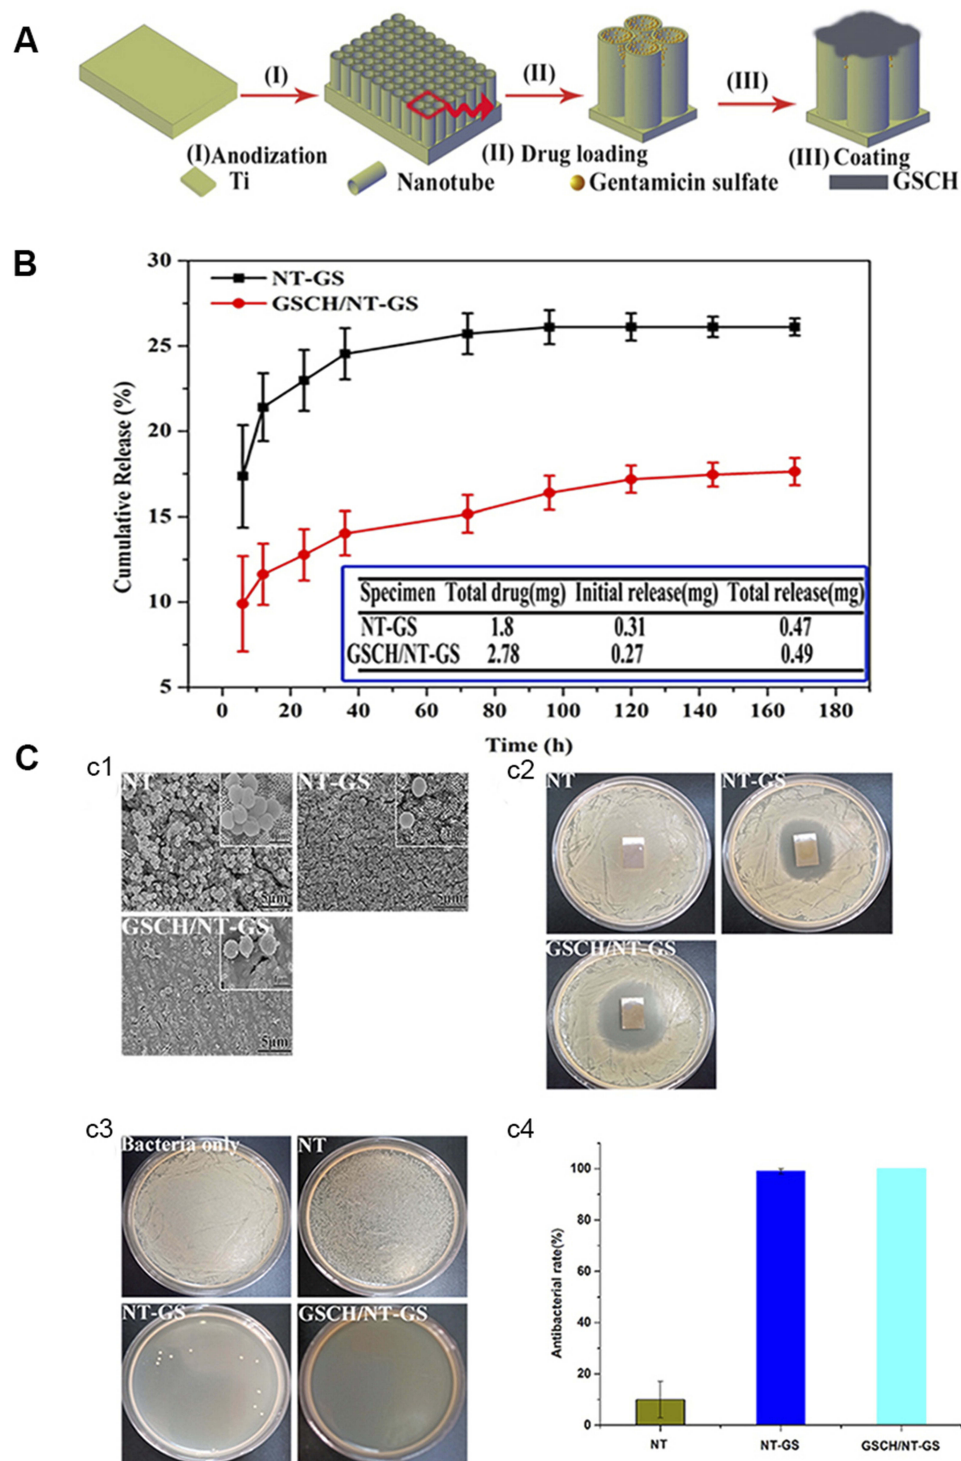 A
(I)
(II)
(III)
(I)Anodization
(II) Drug loading
(III) Coating
Ti
Nanotube
Gentamicin sulfate
GSCH
B
NT-GS
GSCH/NT-GS
30
25
20
15
10
5
Cumulative Release (%)
Specimen Total drug(mg) Initial release(mg) Total release(mg)
NT-GS 1.8 0.31 0.47
GSCH/NT-GS 2.78 0.27 0.49
0 20 40 60 80 100 120 140 160 180
Time (h)
C
c1
NT
NT-GS
5μm
5μm
GSCH/NT-GS
5μm
c2
NT
NT-GS
GSCH/NT-GS
c3
Bacteria only
NT
NT-GS
GSCH/NT-GS
c4
100
80
60
40
20
0
Antibacterial rate(%)
NT
NT-GS
GSCH/NT-GS